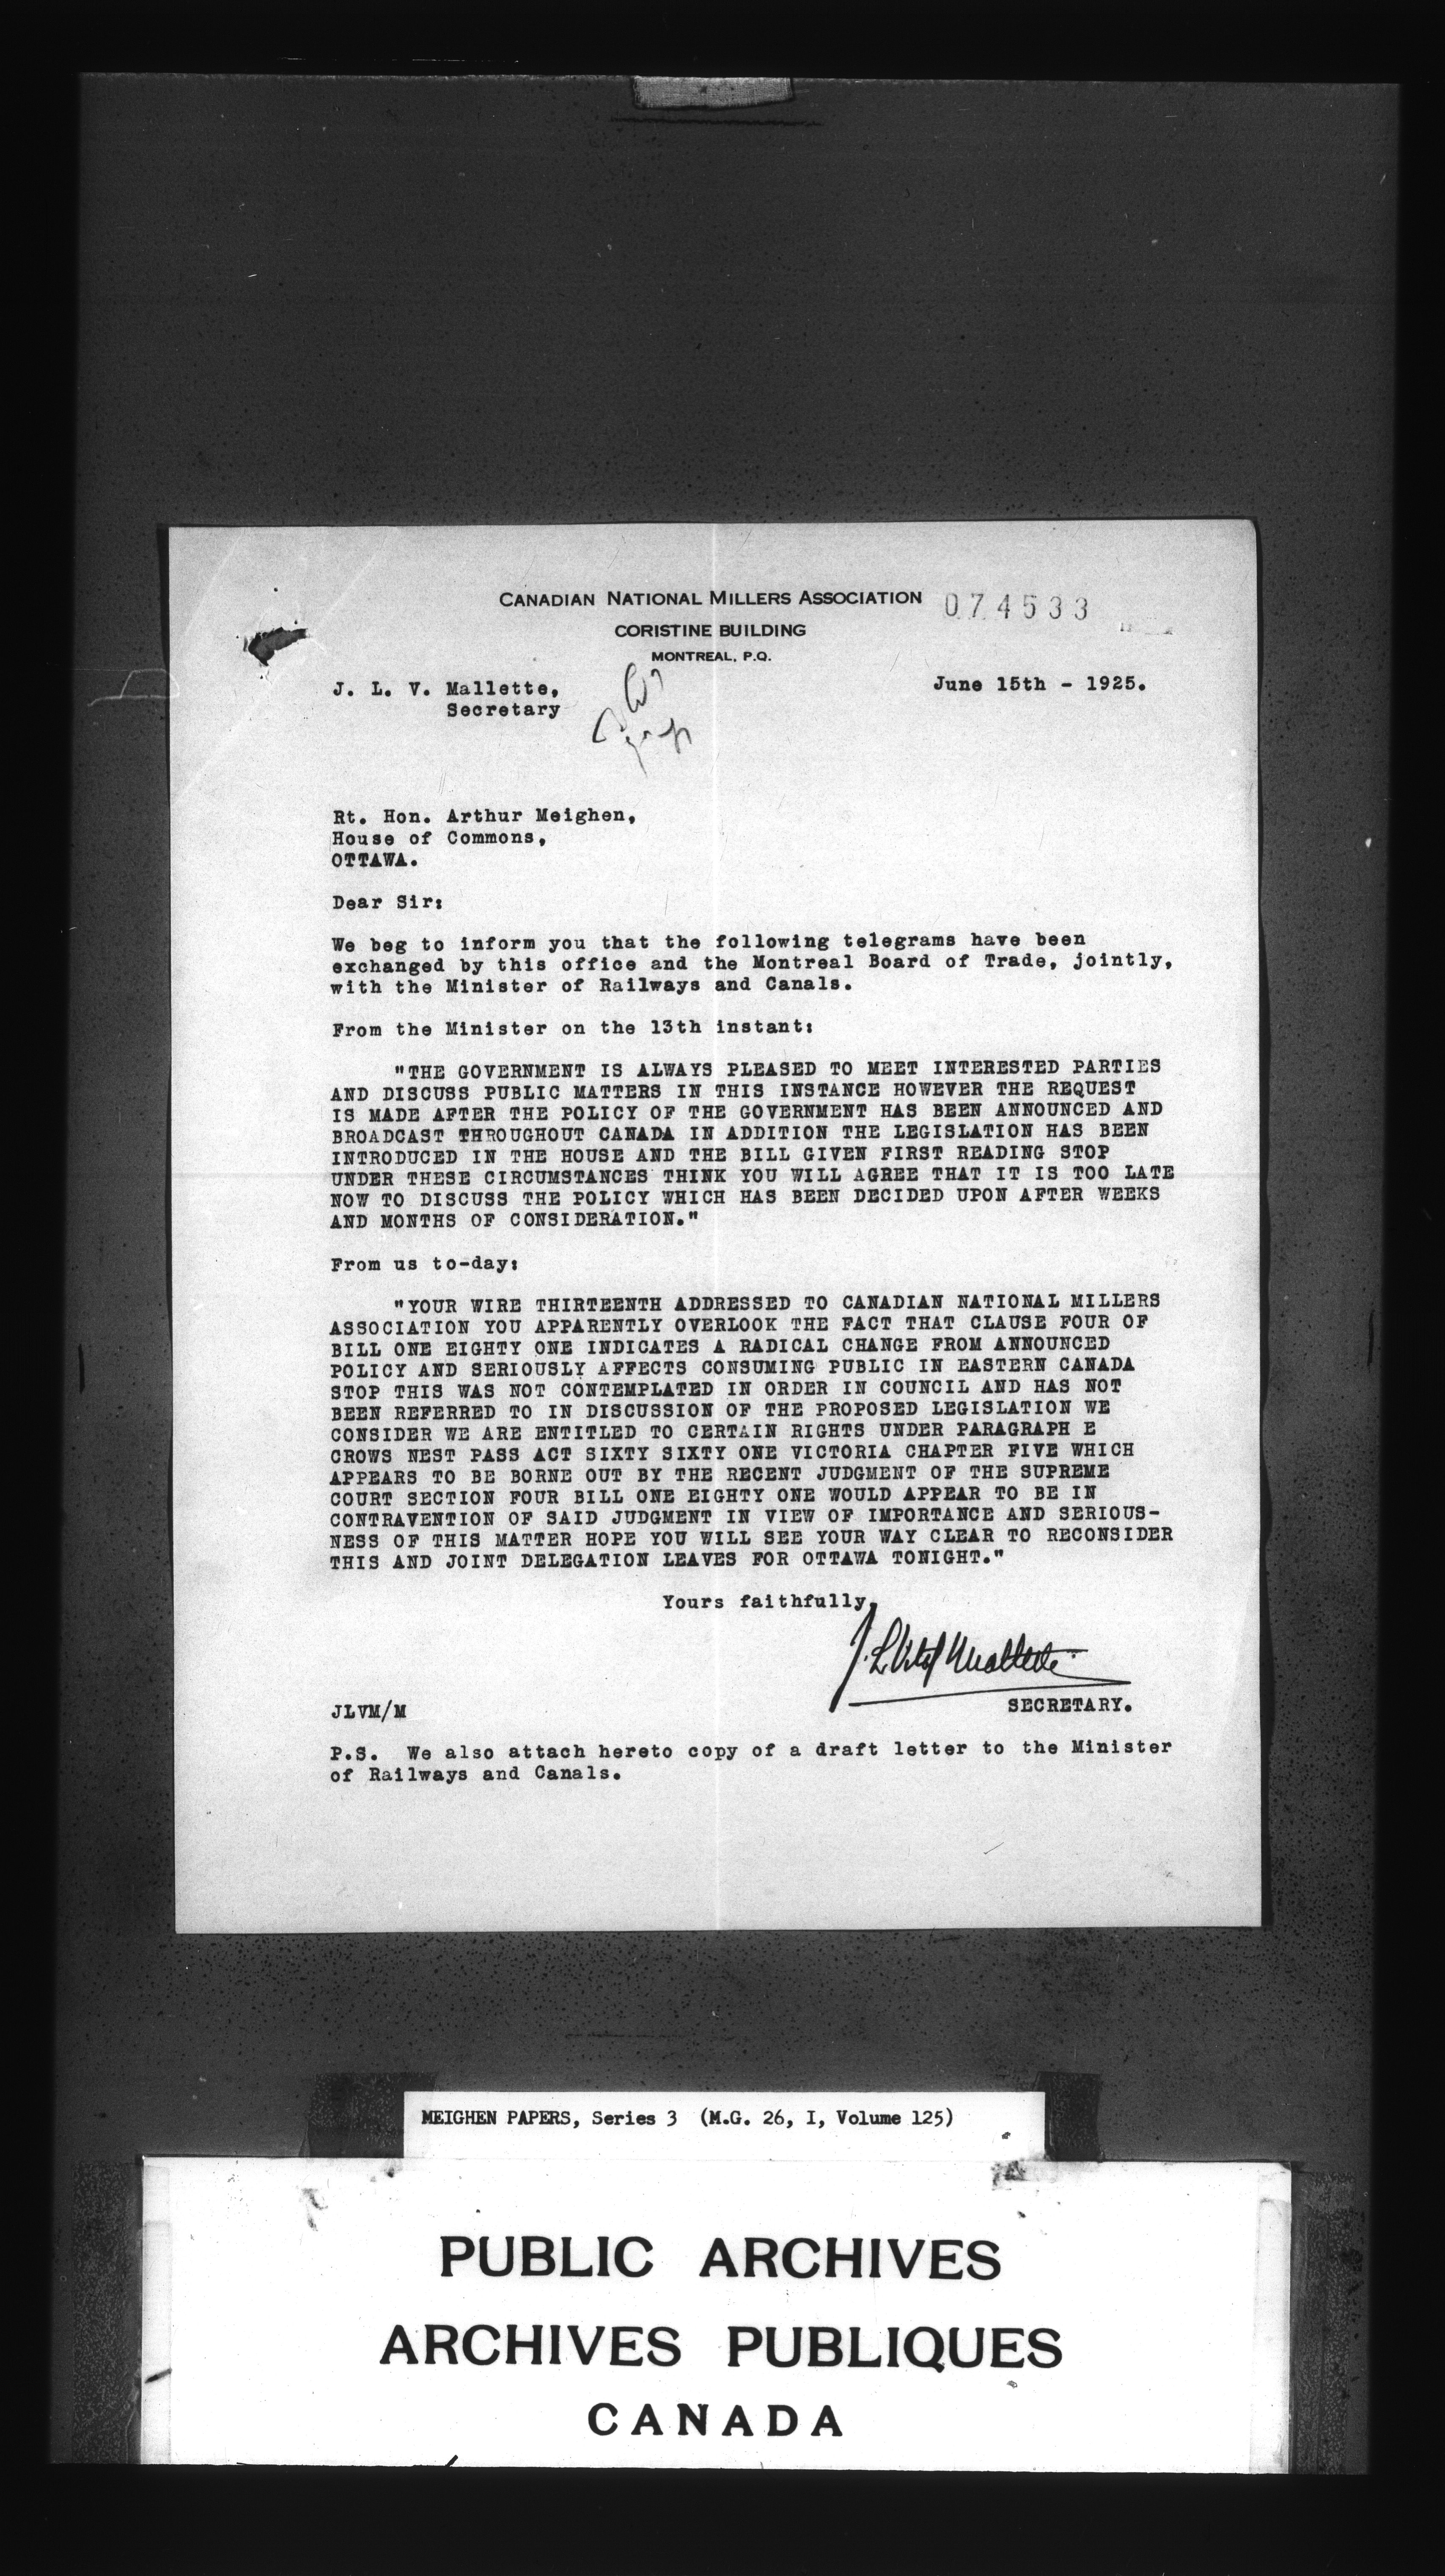 CANADIAN NATIONAL MILLERS ASSOCIATION 074533
CORISTINE BUILDING
MONTREAL, P.Q.
J. L. V. Mallette,
Secretary
June 15th - 1925.
Rt. Hon. Arthur Meighen,
House of Commons,
OTTAWA.
Dear Sir:
We beg to inform you that the following telegrams have been
exchanged by this office and the Montreal Board of Trade, jointly,
with the Minister of Railways and Canals.
From the Minister on the 13th instant:
"THE GOVERNMENT IS ALWAYS PLEASED TO MEET INTERESTED PARTIES
AND DISCUSS PUBLIC MATTERS IN THIS INSTANCE HOWEVER THE REQUEST
IS MADE AFTER THE POLICY OF THE GOVERNMENT HAS BEEN ANNOUNCED AND
BROADCAST THROUGHOUT CANADA IN ADDITION THE LEGISLATION HAS BEEN
INTRODUCED IN THE HOUSE AND THE BILL GIVEN FIRST READING STOP
UNDER THESE CIRCUMSTANCES THINK YOU WILL AGREE THAT IT IS TOO LATE
NOW TO DISCUSS THE POLICY WHICH HAS BEEN DECIDED UPON AFTER WEEKS
AND MONTHS OF CONSIDERATION."
From us to-day:
"YOUR WIRE THIRTEENTH ADDRESSED TO CANADIAN NATIONAL MILLERS
ASSOCIATION YOU APPARENTLY OVERLOOK THE FACT THAT CLAUSE FOUR OF
BILL ONE EIGHTY ONE INDICATES A RADICAL CHANGE FROM ANNOUNCED
POLICY AND SERIOUSLY AFFECTS CONSUMING PUBLIC IN EASTERN CANADA
STOP THIS WAS NOT CONTEMPLATED IN ORDER IN COUNCIL AND HAS NOT
BEEN REFERRED TO IN DISCUSSION OF THE PROPOSED LEGISLATION WE
CONSIDER WE ARE ENTITLED TO CERTAIN RIGHTS UNDER PARAGRAPH E
CROWS NEST PASS ACT SIXTY SIXTY ONE VICTORIA CHAPTER FIVE WHICH
APPEARS TO BE BORNE OUT BY THE RECENT JUDGMENT OF THE SUPREME
COURT SECTION FOUR BILL ONE EIGHTY ONE WOULD APPEAR TO BE IN
CONTRAVENTION OF SAID JUDGMENT IN VIEW OF IMPORTANCE AND SERIOUS-
NESS OF THIS MATTER HOPE YOU WILL SEE YOUR WAY CLEAR TO RECONSIDER
THIS AND JOINT DELEGATION LEAVES FOR OTTAWA TONIGHT."
Yours faithfully,
SECRETARY.
JLVM/M
P.S. We also attach hereto copy of a draft letter to the Minister
of Railways and Canals.
MEIGHEN PAPERS, Series 3 (M.G. 26, I, Volume 125)
PUBLIC ARCHIVES
ARCHIVES PUBLIQUES
CANADA